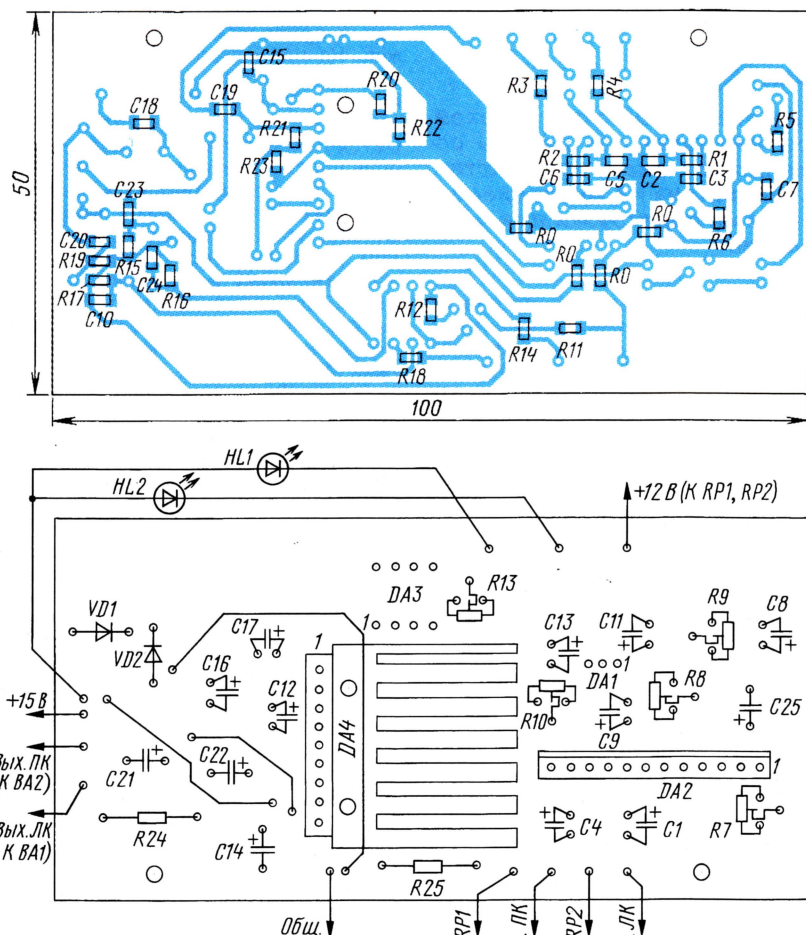 C15
R20
R3
R4
C18
C19
R21
R22
R5
R23
R2
R1
C6
C5
C2
C3
C7
50
C23
R0
R0
R6
C20
R19
R15
C24
R16
R0
R0
R17
C10
R12
R14
R11
R18
100
HL1
HL2
+12 В (К RP1, RP2)
DA3
R13
VD1
C17
1
1
C13
C11
R9
C8
VD2
C16
C12
DA1
1
R8
+15 В
DA4
R10
C25
Вых. ПК
К ВА2)
C21
C22
C9
1
DA2
Вых. ЛК
К ВА1)
R24
C14
C4
C1
R7
R25
Общ.
RP1
ПК
RP2
ЛК